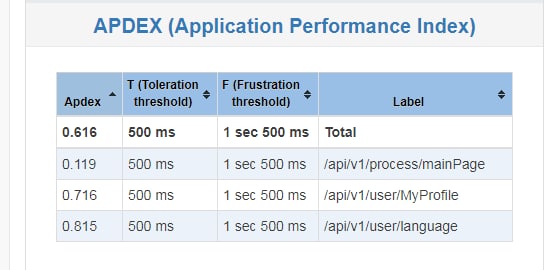 APDEX (Application Performance Index)
Apdex T (Toleration threshold) F (Frustration threshold) Label
0.616 500 ms 1 sec 500 ms Total
0.119 500 ms 1 sec 500 ms /api/v1/process/mainPage
0.716 500 ms 1 sec 500 ms /api/v1/user/MyProfile
0.815 500 ms 1 sec 500 ms /api/v1/user/language